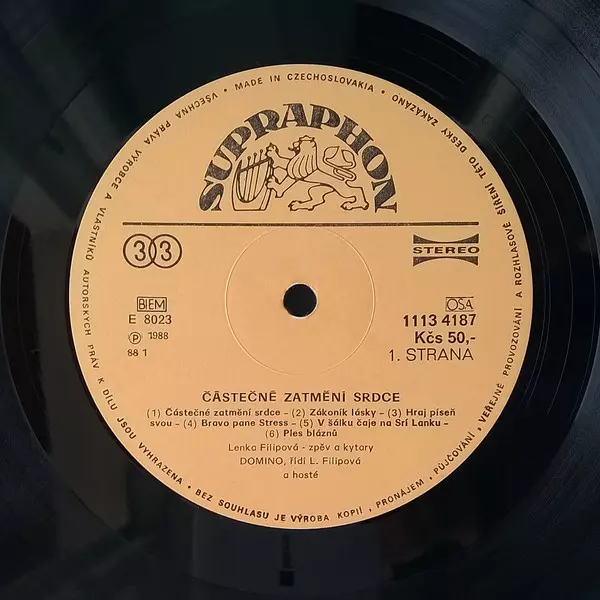 • MADE IN CZECHOSLOVAKIA •
VŠECHNA PRÁVA VÝROBCE A VLASTNÍKŮ AUTORSKÝCH PRÁV K DÍLU JSOU VYHRAZENA • BEZ SOUHLASU JE VÝROBA KOPIÍ, PRONÁJEM, PŮJČOVÁNÍ, VEŘEJNÉ PROVOZOVÁNÍ A ROZHLASOVÉ ŠÍŘENÍ TÉTO DESKY ZAKÁZÁNO
SUPRAPHON
33
STEREO
BIEM
OSA
E 8023
1113 4187
Ⓟ 1988
Kčs 50,-
88 1
1. STRANA
ČÁSTEČNÉ ZATMĚNÍ SRDCE
(1) Částečné zatmění srdce – (2) Zákoník lásky – (3) Hraj píseň
svou – (4) Bravo pane Stress – (5) V šálku čaje na Srí Lanku –
(6) Ples bláznů
Lenka Filipová - zpěv a kytary
DOMINO, řídí L. Filipová
a hosté